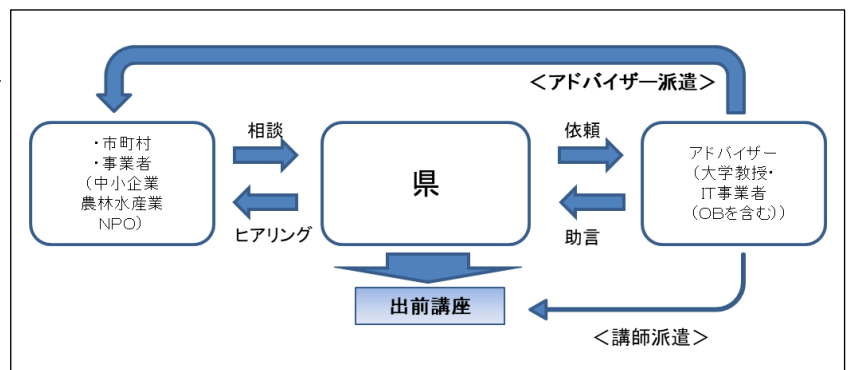 ＜アドバイザー派遣＞
・市町村
・事業者
（中小企業
農林水産業
NPO）
相談
ヒアリング
県
依頼
助言
アドバイザー
（大学教授・
IT事業者
（OBを含む））
出前講座
＜講師派遣＞